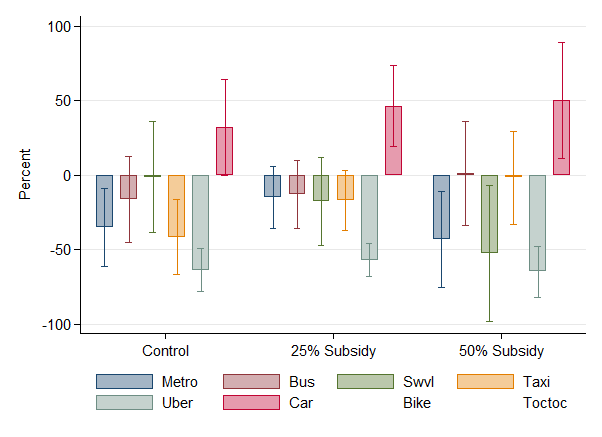 100
50
0
-50
-100
Percent
Control 25% Subsidy 50% Subsidy
Metro Bus Swvl Taxi
Uber Car Bike Toctoc